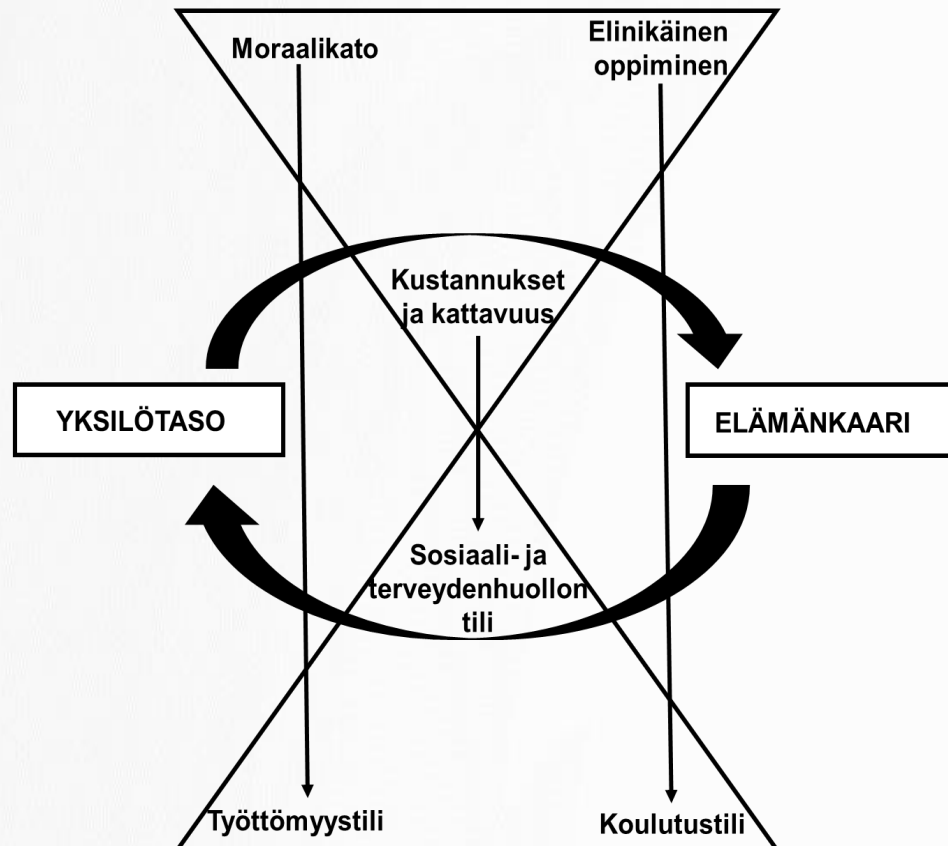 Moraalikato
Elinikäinen
oppiminen
Kustannukset
ja kattavuus
YKSILÖTASO
ELÄMÄNKAARI
Sosiaali- ja
terveydenhuollon
tili
Työttömyystili
Koulutustili